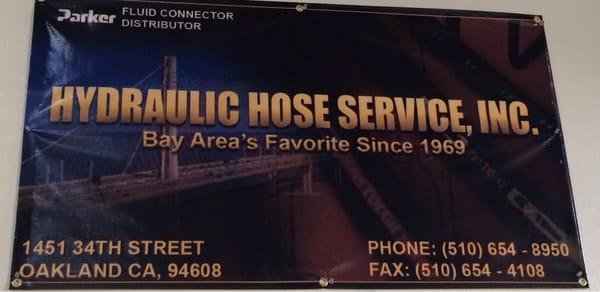 Parker FLUID CONNECTOR
DISTRIBUTOR
HYDRAULIC HOSE SERVICE, INC.
Bay Area's Favorite Since 1969
1451 34TH STREET
OAKLAND CA, 94608
PHONE: (510) 654 - 8950
FAX: (510) 654 - 4108